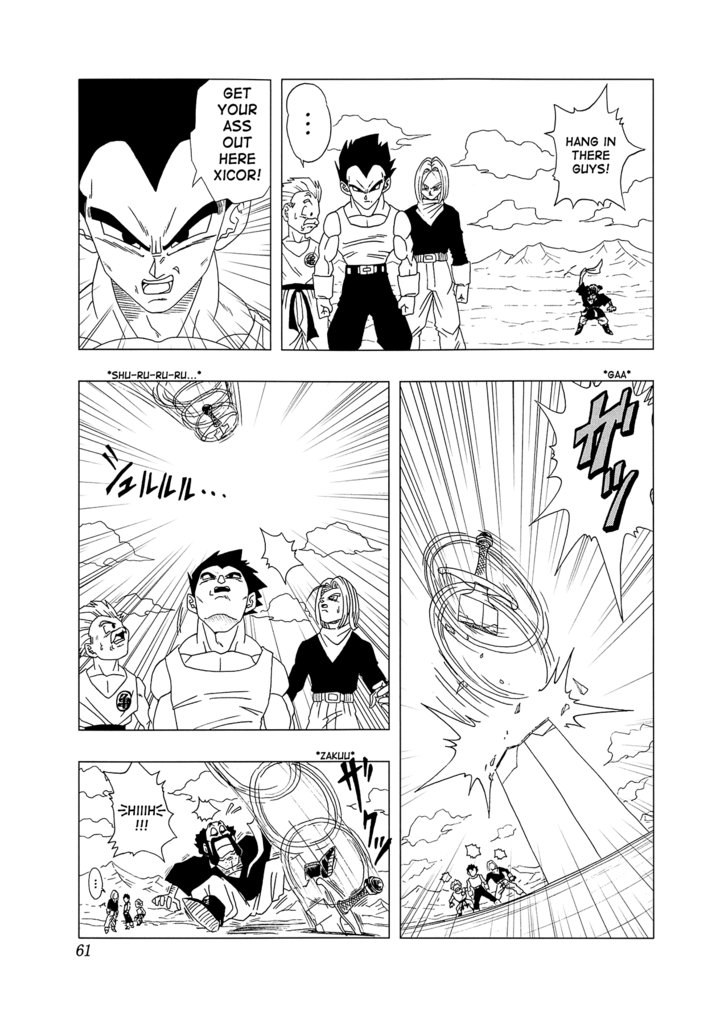 HANG IN
THERE
GUYS!
...
GET
YOUR
ASS
OUT
HERE
XICOR!
*GAA*
ガッ
*SHU-RU-RU-RU...*
シュルルル...
*ZAKUU*
ザクッ
HIIIH
!!!
...
61